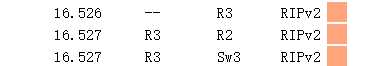 16.526 -- R3 RIPv2
16.527 R3 R2 RIPv2
16.527 R3 Sw3 RIPv2